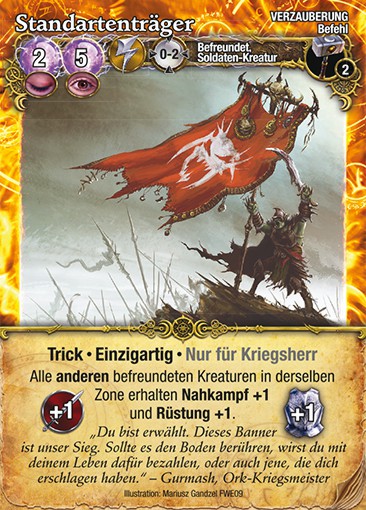 Standartenträger
VERZAUBERUNG
Befehl
2 5 0-2
Befreundet,
Soldaten-Kreatur
2
Trick • Einzigartig • Nur für Kriegsherr
Alle anderen befreundeten Kreaturen in derselben
Zone erhalten Nahkampf +1
und Rüstung +1.
+1
+1
„Du bist erwählt. Dieses Banner
ist unser Sieg. Sollte es den Boden berühren, wirst du mit
deinem Leben dafür bezahlen, oder auch jene, die dich
erschlagen haben.“ – Gurmash, Ork-Kriegsmeister
Illustration: Mariusz Gandzel FWE09